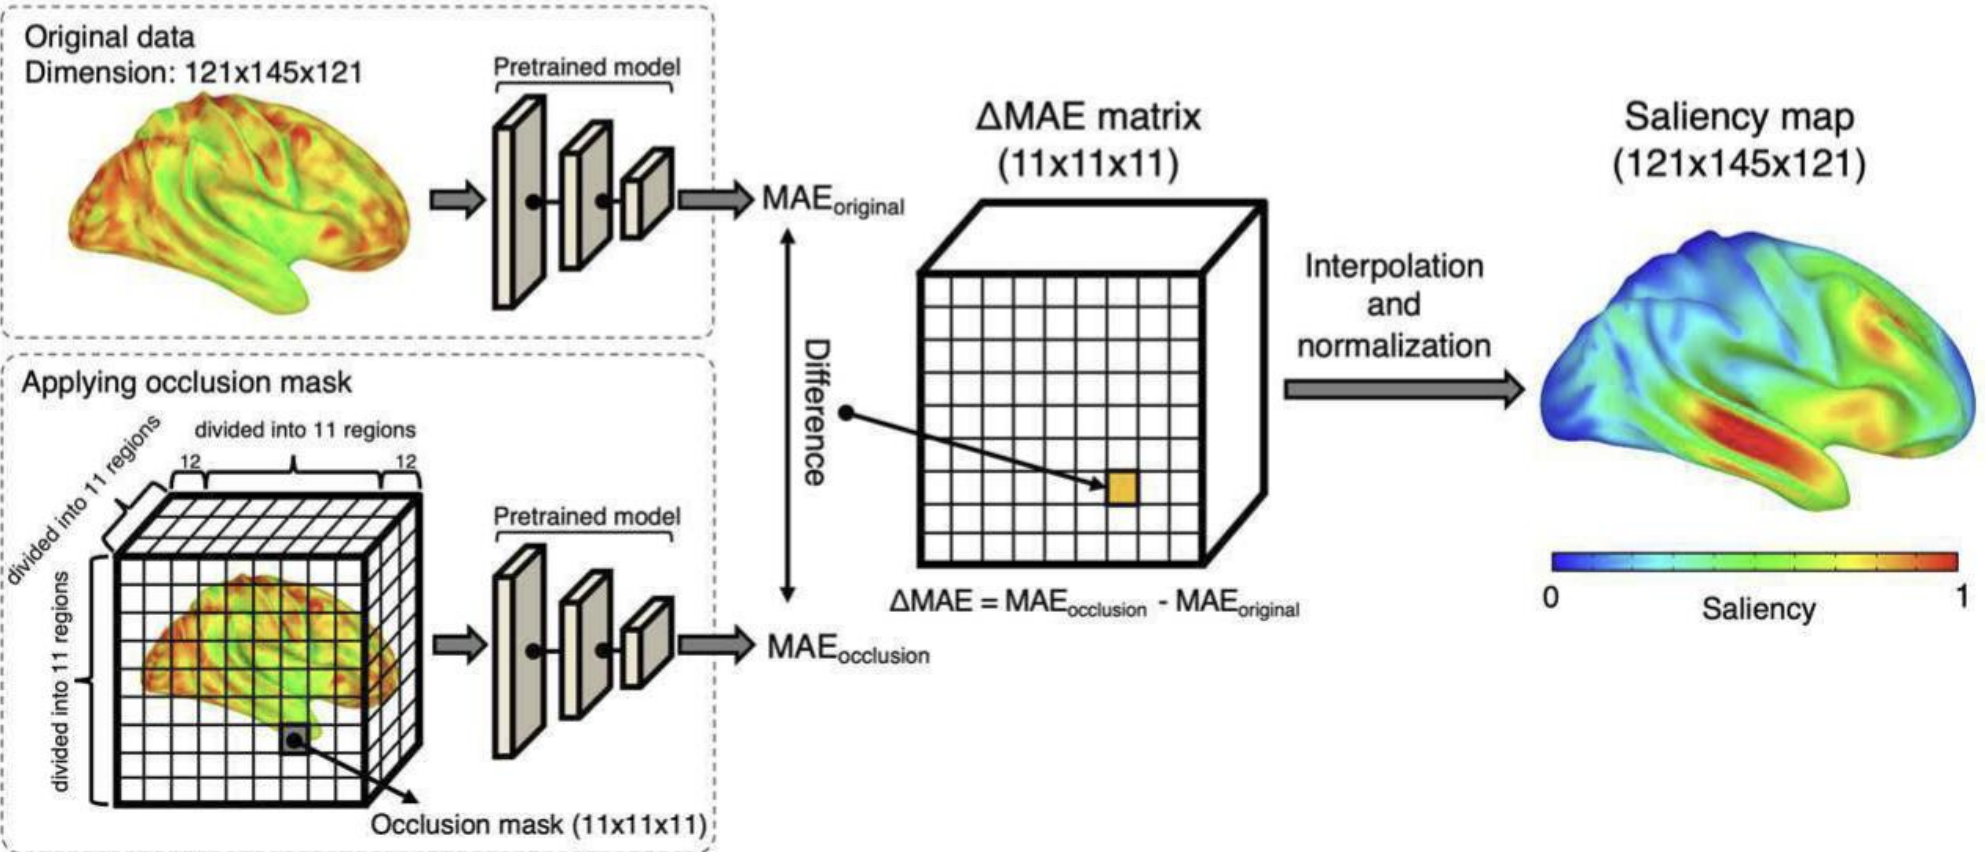 Original data
Dimension: 121x145x121
Pretrained model
MAEoriginal
Applying occlusion mask
divided into 11 regions
divided into 11 regions
12
12
divided into 11 regions
Pretrained model
MAEocclusion
Occlusion mask (11x11x11)
Difference
ΔMAE matrix
(11x11x11)
ΔMAE = MAEocclusion - MAEoriginal
Interpolation
and
normalization
Saliency map
(121x145x121)
0
1
Saliency